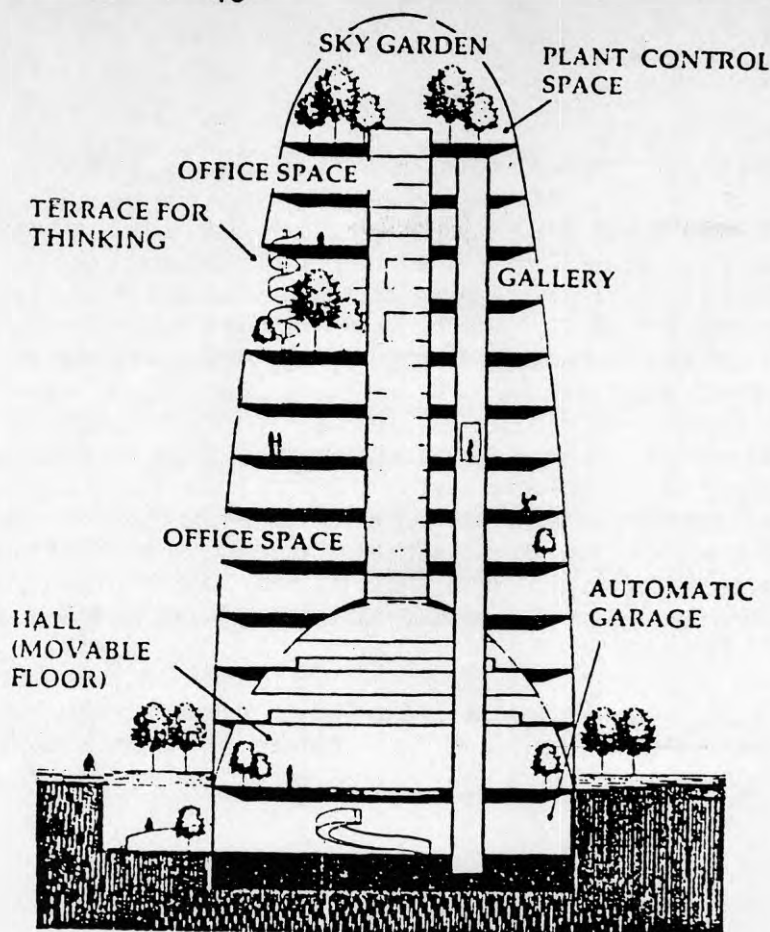 SKY GARDEN
PLANT CONTROL
SPACE
OFFICE SPACE
TERRACE FOR
THINKING
GALLERY
OFFICE SPACE
AUTOMATIC
GARAGE
HALL
(MOVABLE
FLOOR)